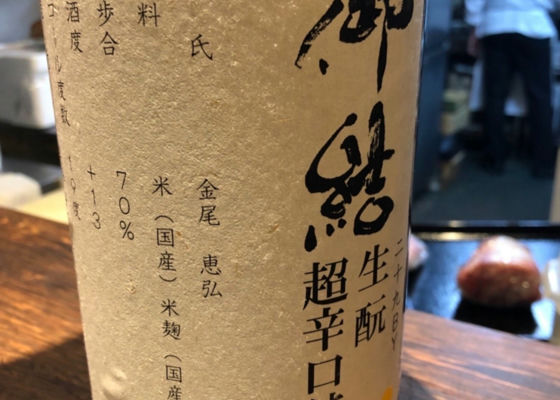 御結
二十九BY
生酛
超辛口
氏 金尾 恵弘
料 米（国産）米麹（国産
歩合 70%
酒度 +13
度数 19度